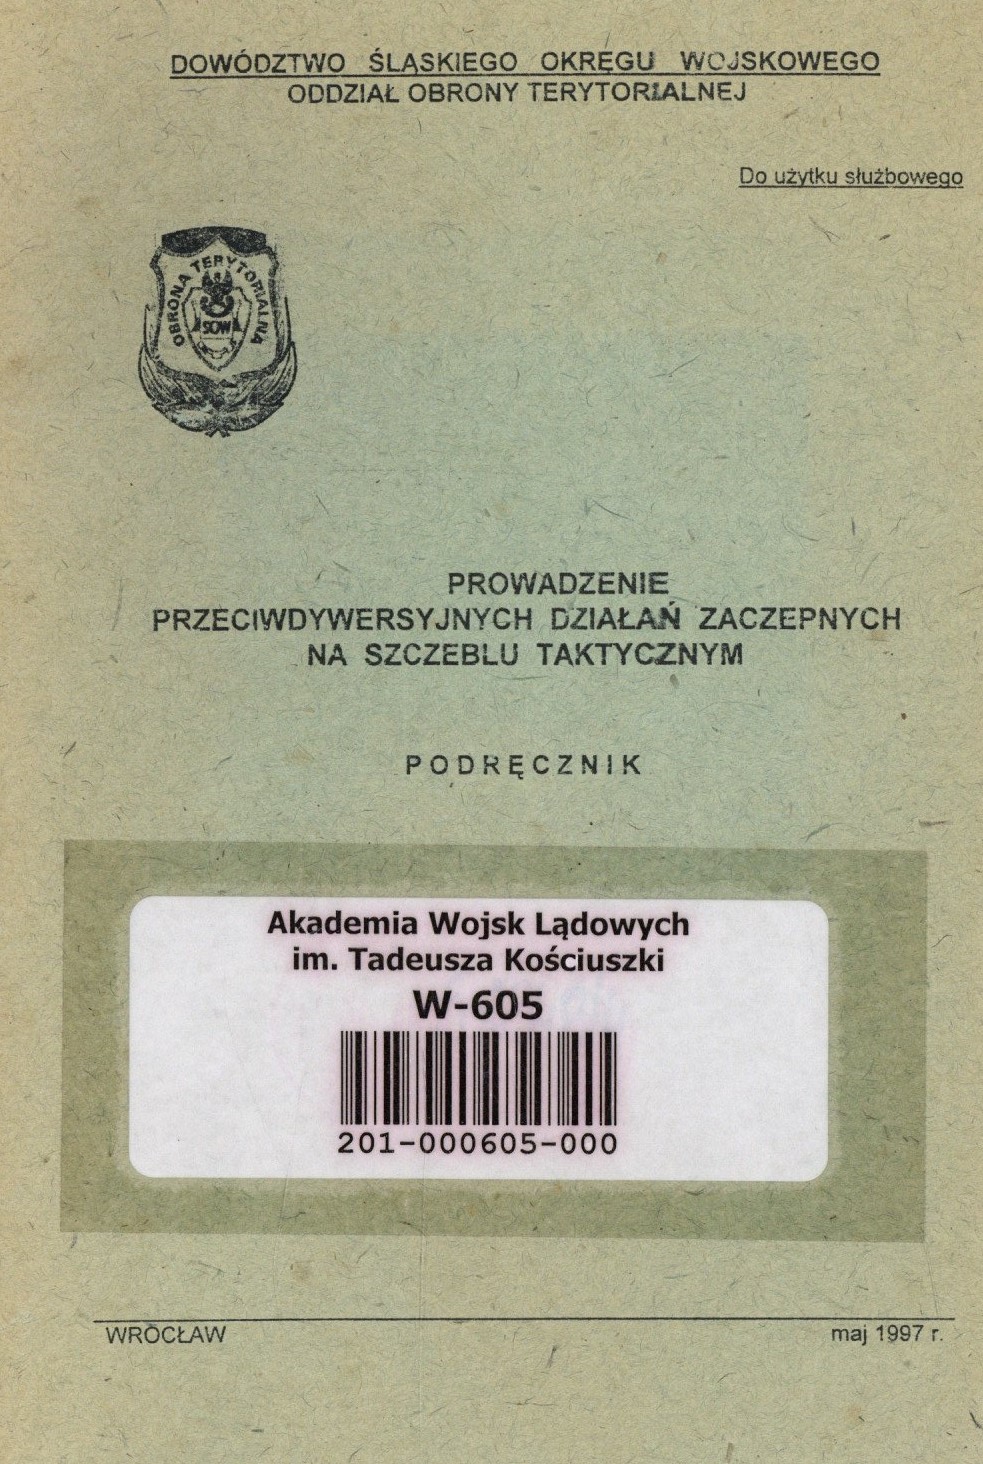 DOWÓDZTWO ŚLĄSKIEGO OKRĘGU WOJSKOWEGO
ODDZIAŁ OBRONY TERYTORIALNEJ
Do użytku służbowego
OBRONA TERYTORIALNA
ŚOW
PROWADZENIE
PRZECIWDYWERSYJNYCH DZIAŁAŃ ZACZEPNYCH
NA SZCZEBLU TAKTYCZNYM
PODRĘCZNIK
Akademia Wojsk Lądowych
im. Tadeusza Kościuszki
W-605
201-000605-000
WROCŁAW
maj 1997 r.